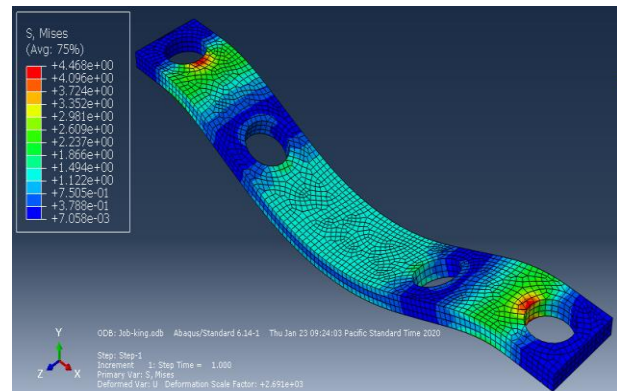 S, Mises
(Avg: 75%)
+4.468e+00
+4.096e+00
+3.724e+00
+3.352e+00
+2.981e+00
+2.609e+00
+2.237e+00
+1.866e+00
+1.494e+00
+1.122e+00
+7.505e-01
+3.788e-01
+7.058e-03
Y
Z
X
ODB: Job-king.odb Abaqus/Standard 6.14-1 Thu Jan 23 09:24:03 Pacific Standard Time 2020
Step: Step-1
Increment 1: Step Time = 1.000
Primary Var: S, Mises
Deformed Var: U Deformation Scale Factor: +2.691e+03